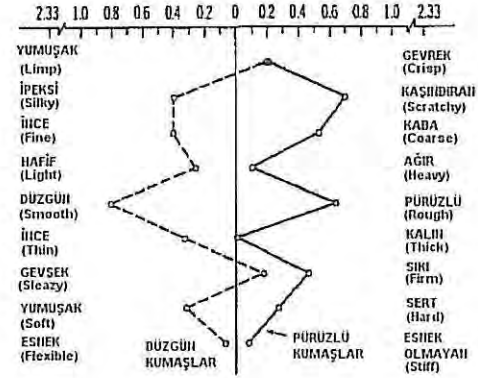 2.33 1.0 0.8 0.4 0.2 0 0.2 0.4 0.6 0.8 1.0 2.33
YUMUŞAK
(Limp)
GEVREK
(Crisp)
İPEKSİ
(Silky)
KAŞINDIRAN
(Scratchy)
İNCE
(Fine)
KABA
(Coarse)
HAFİF
(Light)
AĞIR
(Heavy)
DÜZGÜN
(Smooth)
PÜRÜZLÜ
(Rough)
İNCE
(Thin)
KALIN
(Thick)
GEVŞEK
(Sleazy)
SIKI
(Firm)
YUMUŞAK
(Soft)
SERT
(Hard)
ESNEK
(Flexible)
DÜZGÜN
KUMAŞLAR
PÜRÜZLÜ
KUMAŞLAR
ESNEK
OLMAYAN
(Stiff)